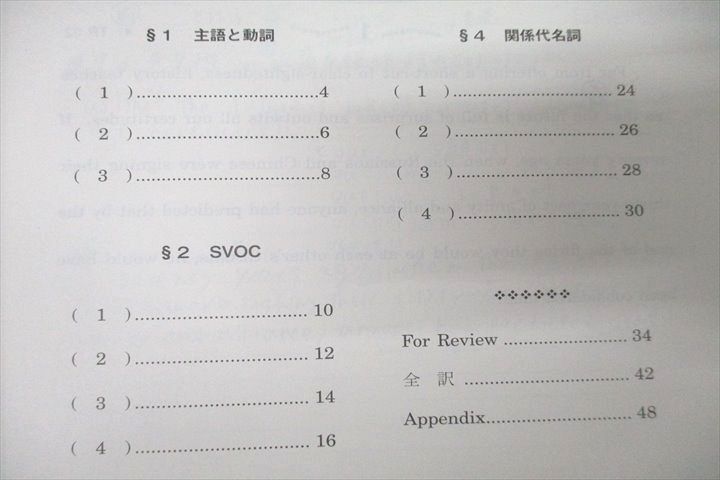 §1 主語と動詞
( 1 )..............................4
( 2 )..............................6
( 3 )..............................8
§2 SVOC
( 1 )..............................10
( 2 )..............................12
( 3 )..............................14
( 4 )..............................16
§4 関係代名詞
( 1 )..............................24
( 2 )..............................26
( 3 )..............................28
( 4 )..............................30
❖❖❖❖❖❖
For Review ......................34
全 訳 ..............................42
Appendix..........................48